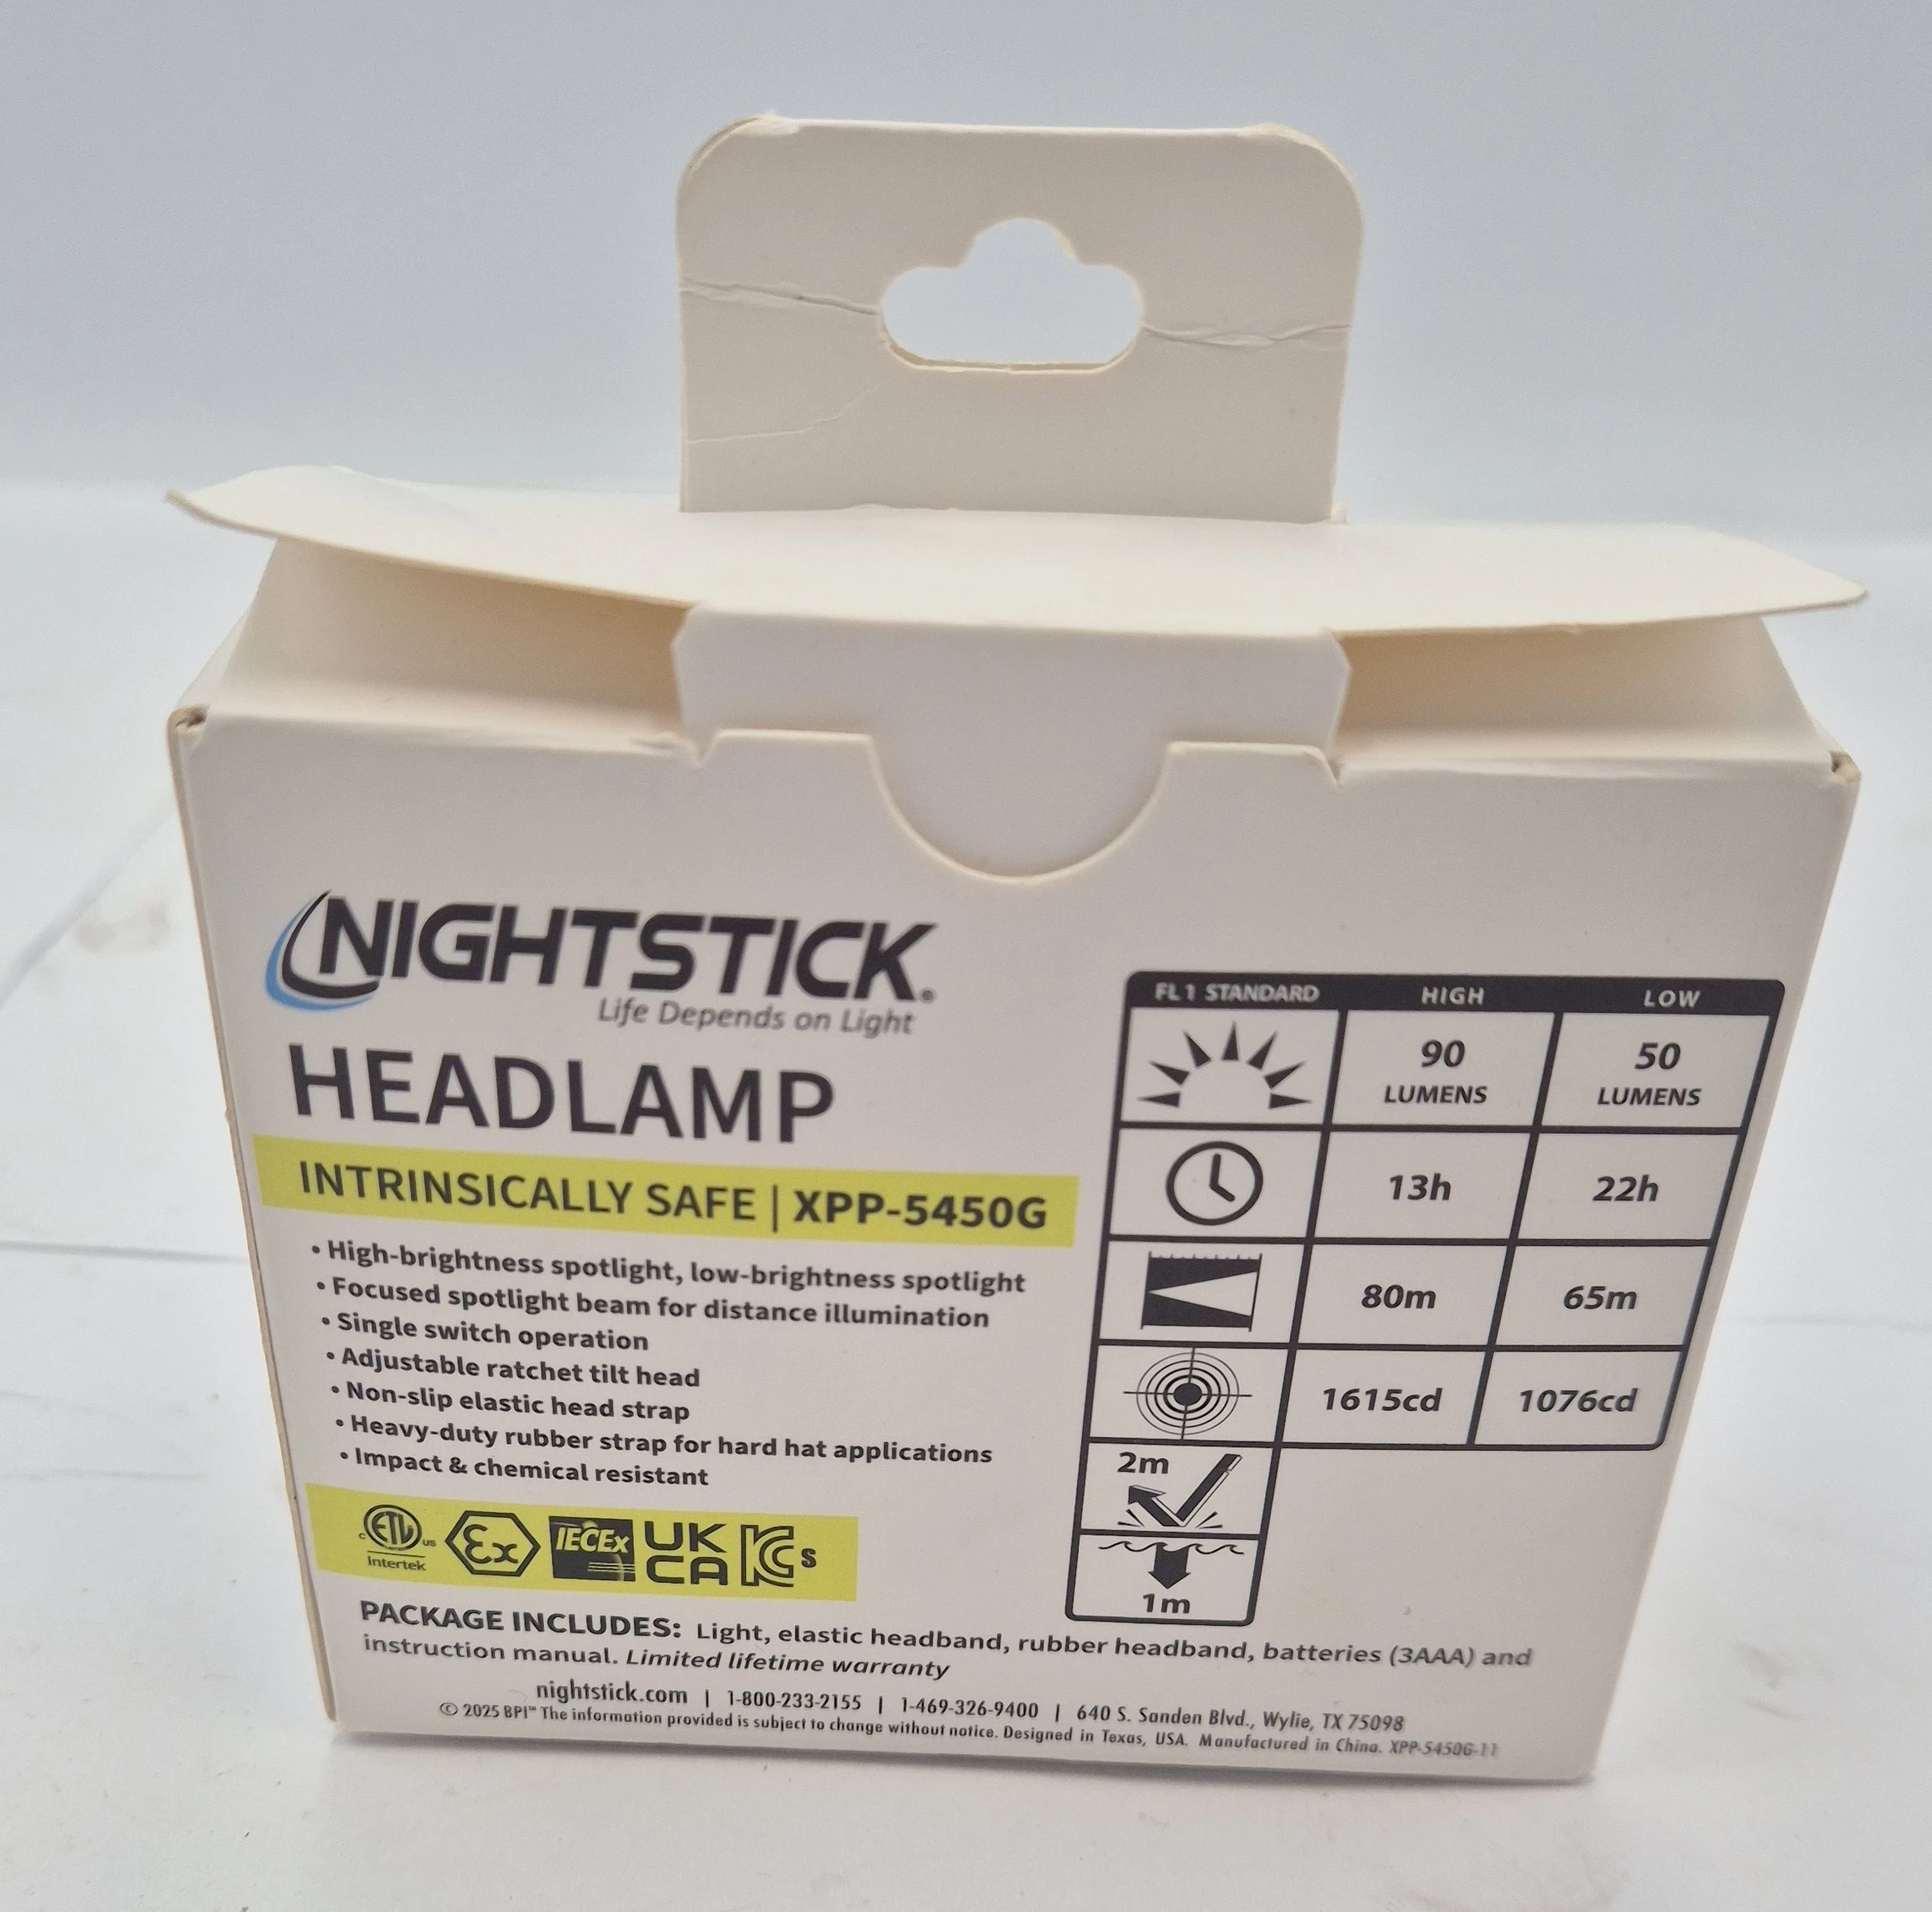 NIGHTSTICK®
Life Depends on Light
HEADLAMP
INTRINSICALLY SAFE | XPP-5450G
• High-brightness spotlight, low-brightness spotlight
• Focused spotlight beam for distance illumination
• Single switch operation
• Adjustable ratchet tilt head
• Non-slip elastic head strap
• Heavy-duty rubber strap for hard hat applications
• Impact & chemical resistant
c ETL us Intertek Ex IECEx UK CA KC s
FL 1 STANDARD HIGH LOW
90 LUMENS 50 LUMENS
13h 22h
80m 65m
1615cd 1076cd
2m
1m
PACKAGE INCLUDES: Light, elastic headband, rubber headband, batteries (3AAA) and
instruction manual. Limited lifetime warranty
nightstick.com | 1-800-233-2155 | 1-469-326-9400 | 640 S. Sanden Blvd., Wylie, TX 75098
© 2025 BPI™ The information provided is subject to change without notice. Designed in Texas, USA. Manufactured in China. XPP-5450G-11